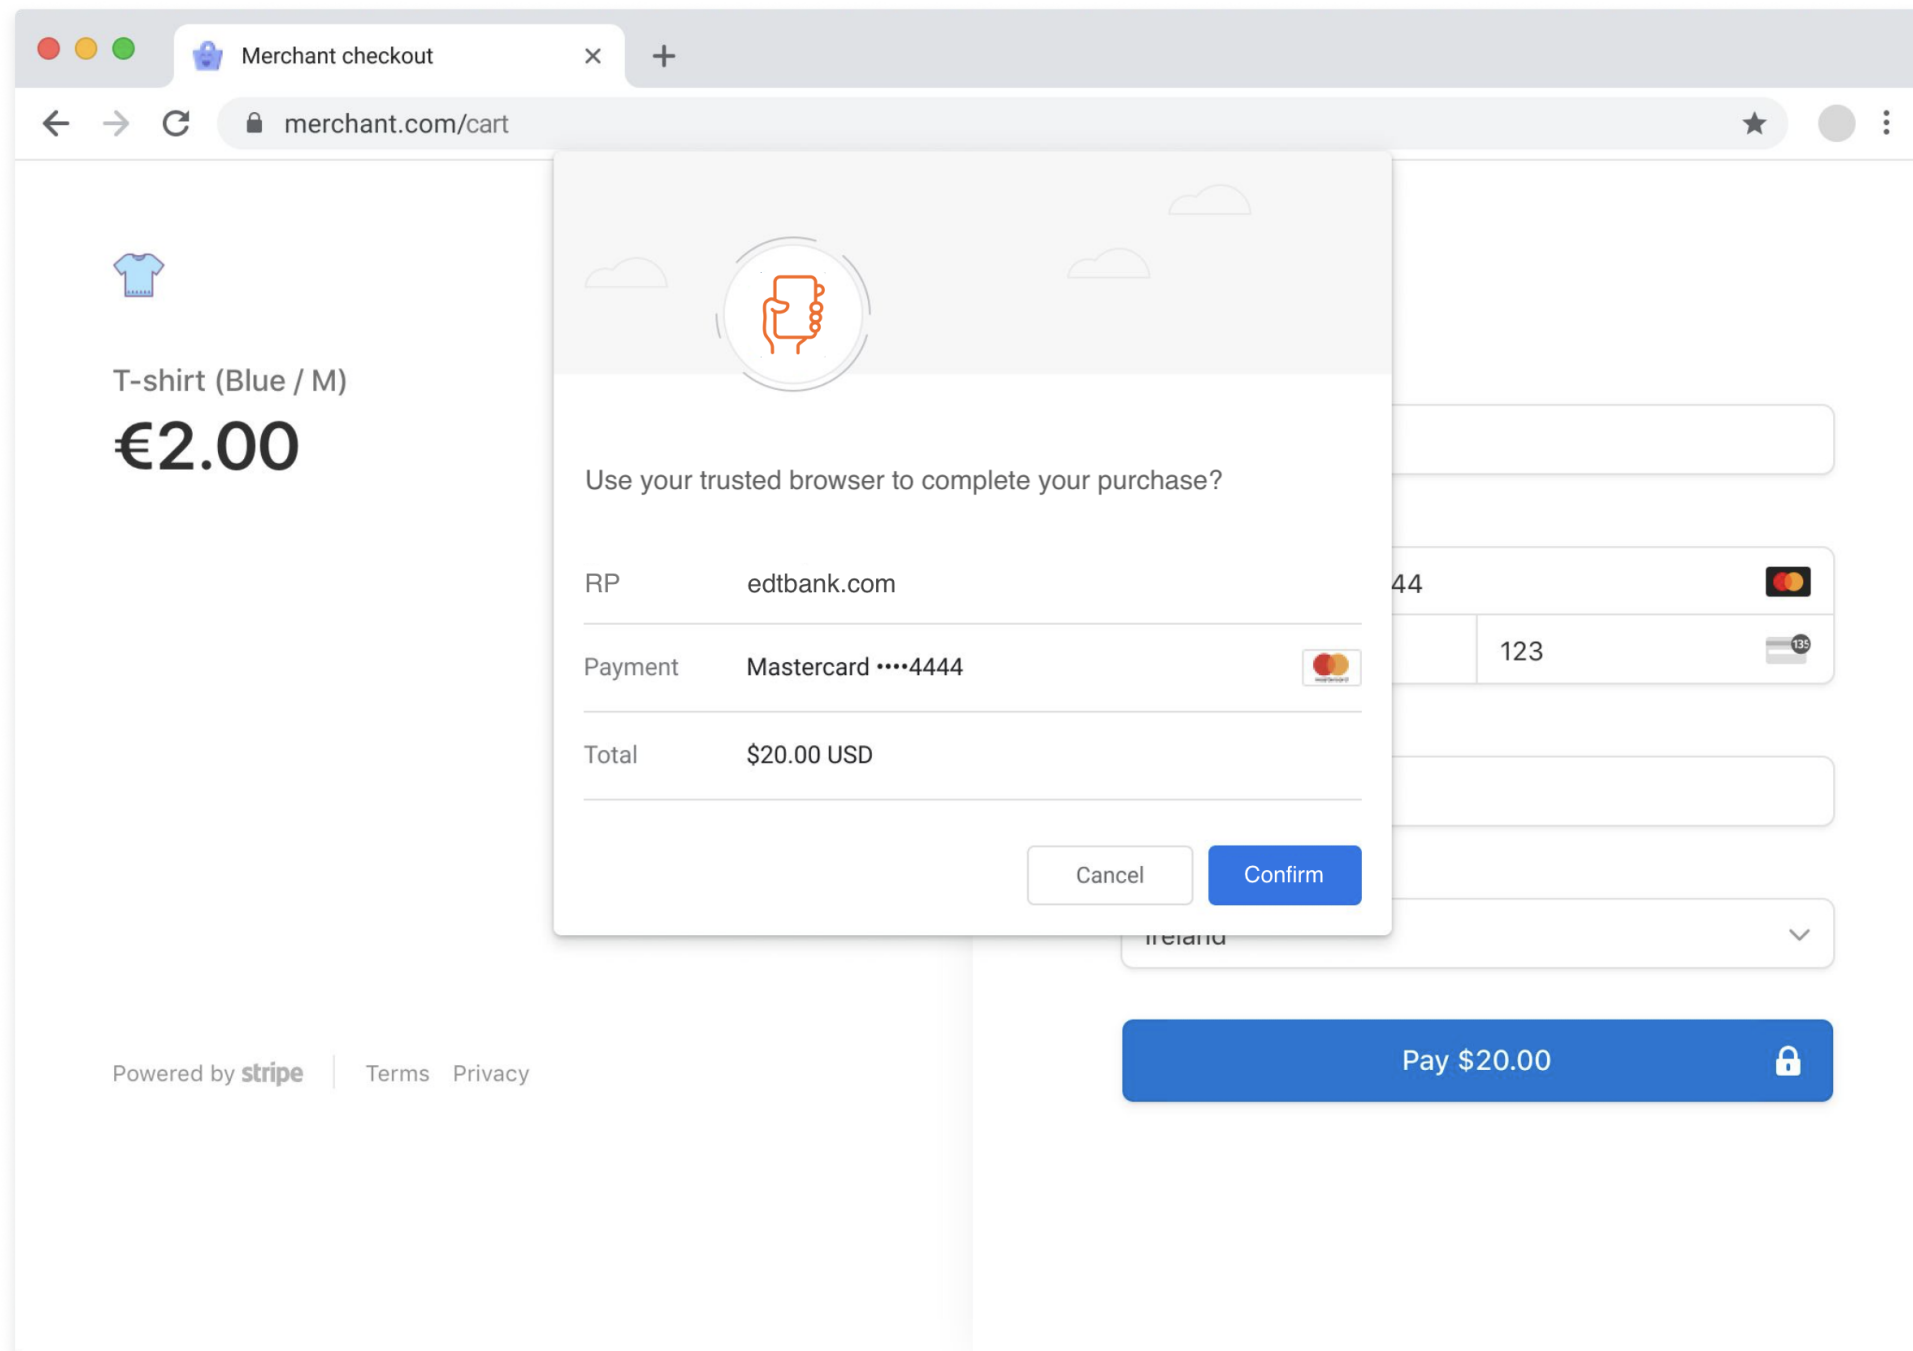 Merchant checkout
merchant.com/cart
T-shirt (Blue / M)
€2.00
Use your trusted browser to complete your purchase?
RP edtbank.com
Payment Mastercard ••••4444
Total $20.00 USD
Cancel Confirm
44
123
135
Ireland
Pay $20.00
Powered by stripe Terms Privacy